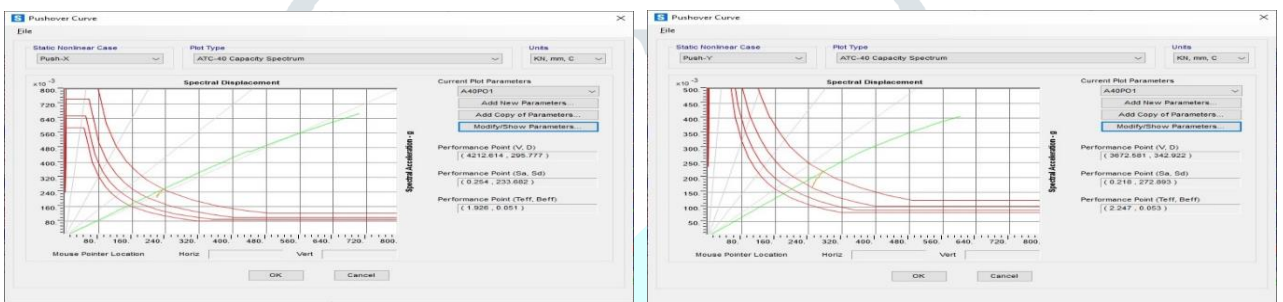 Pushover Curve
File
Static Nonlinear Case
Plot Type
Units
Push-X
ATC-40 Capacity Spectrum
KN, mm, C
x10 -3
Spectral Displacement
800.
720.
640.
560.
480.
400.
320.
240.
160.
80.
80. 160. 240. 320. 400. 480. 560. 640. 720. 800.
Spectral Acceleration - g
Current Plot Parameters
A40PO1
Add New Parameters...
Add Copy of Parameters...
Modify/Show Parameters...
Performance Point (V, D)
( 4212.614 , 295.777 )
Performance Point (Sa, Sd)
( 0.254 , 233.682 )
Performance Point (Teff, Beff)
( 1.926 , 0.051 )
Mouse Pointer Location Horiz Vert
OK Cancel
Pushover Curve
File
Static Nonlinear Case
Plot Type
Units
Push-Y
ATC-40 Capacity Spectrum
KN, mm, C
x10 -3
Spectral Displacement
500.
450.
400.
350.
300.
250.
200.
150.
100.
50.
80. 160. 240. 320. 400. 480. 560. 640. 720. 800.
Spectral Acceleration - g
Current Plot Parameters
A40PO1
Add New Parameters...
Add Copy of Parameters...
Modify/Show Parameters...
Performance Point (V, D)
( 3672.581 , 342.922 )
Performance Point (Sa, Sd)
( 0.218 , 272.893 )
Performance Point (Teff, Beff)
( 2.247 , 0.053 )
Mouse Pointer Location Horiz Vert
OK Cancel